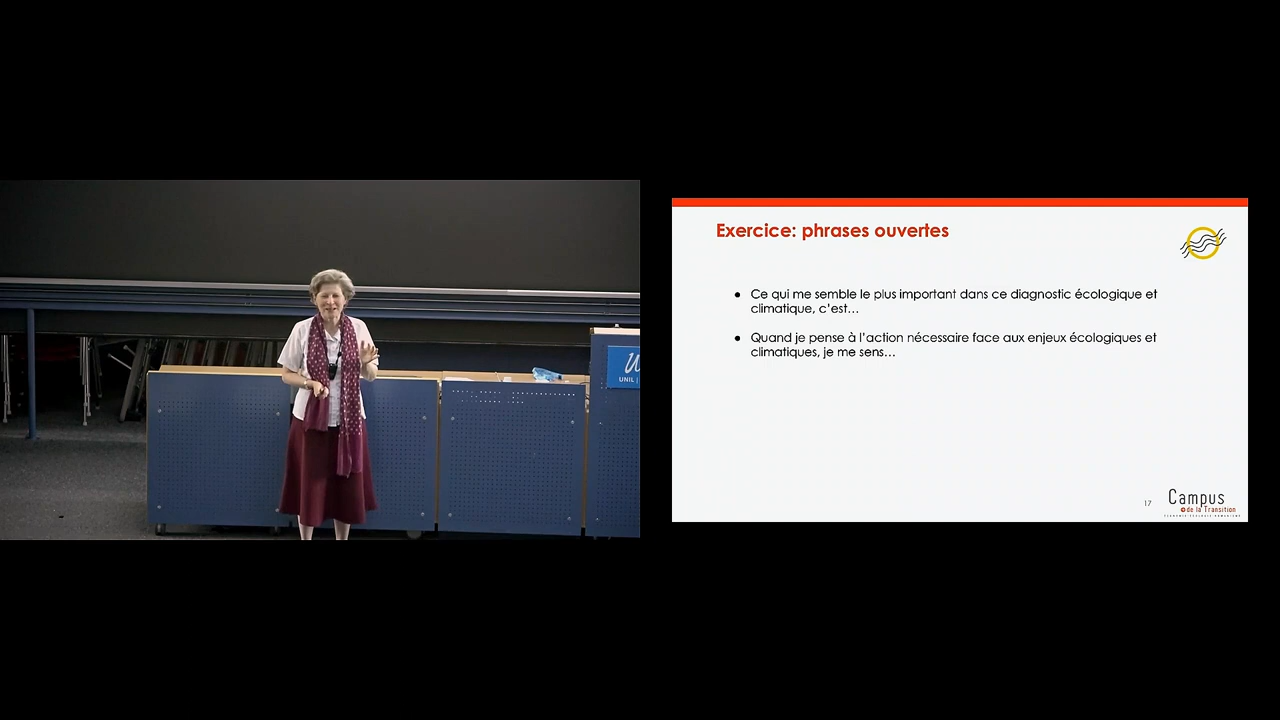 UNIL |
Exercice: phrases ouvertes
● Ce qui me semble le plus important dans ce diagnostic écologique et
climatique, c’est…
● Quand je pense à l’action nécessaire face aux enjeux écologiques et
climatiques, je me sens…
17
Campus
de la Transition